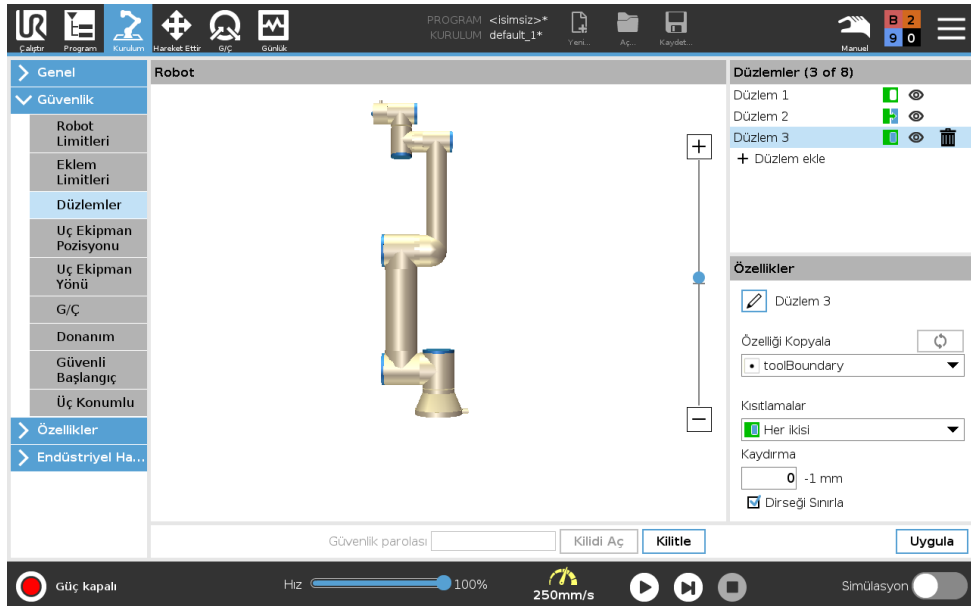 UR
Çalıştır
Program
Kurulum
Hareket Ettir
G/Ç
Günlük
PROGRAM <isimsiz>*
KURULUM default_1*
Yeni...
Aç...
Kaydet...
Manuel
B 2
9 0
Genel
Güvenlik
Robot
Limitleri
Eklem
Limitleri
Düzlemler
Uç Ekipman
Pozisyonu
Uç Ekipman
Yönü
G/Ç
Donanım
Güvenli
Başlangıç
Üç Konumlu
Özellikler
Endüstriyel Ha...
Robot
Düzlemler (3 of 8)
Düzlem 1
Düzlem 2
Düzlem 3
+ Düzlem ekle
Özellikler
Düzlem 3
Özelliği Kopyala
toolBoundary
Kısıtlamalar
Her ikisi
Kaydırma
0 -1 mm
Dirseği Sınırla
Güvenlik parolası
Kilidi Aç
Kilitle
Uygula
Güç kapalı
Hız
100%
250mm/s
Simülasyon